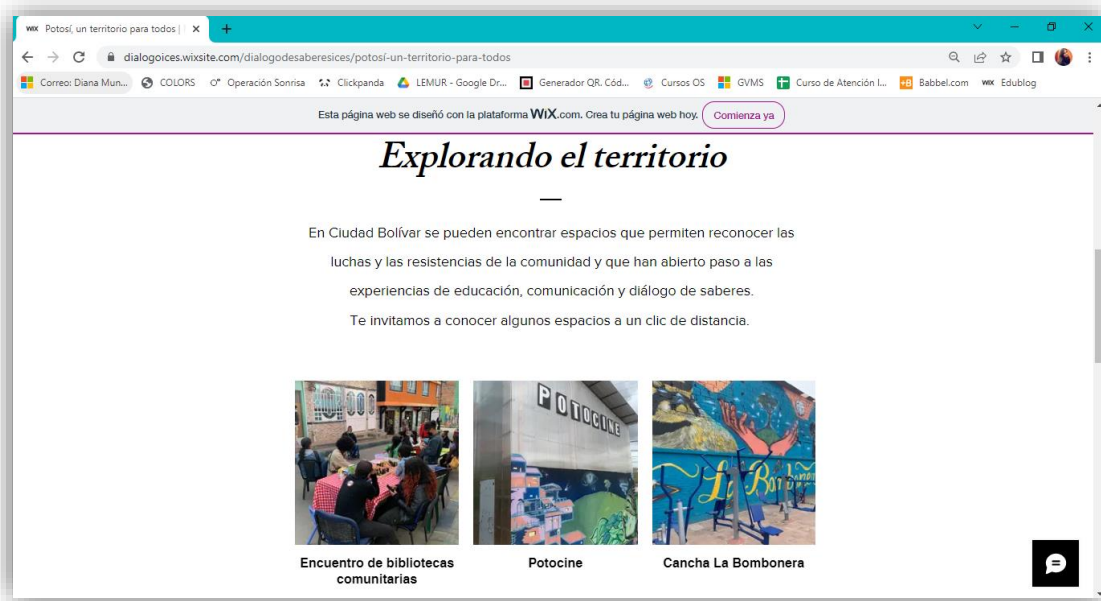 WiX Potosí, un territorio para todos |
dialogoices.wixsite.com/dialogodesaberesices/potosí-un-territorio-para-todos
Correo: Diana Mun... COLORS Operación Sonrisa Clickpanda LEMUR - Google Dr... Generador QR. Cód... Cursos OS GVMS Curso de Atención I... +B Babbel.com WiX Edublog
Esta página web se diseñó con la plataforma WiX.com. Crea tu página web hoy. Comienza ya
Explorando el territorio
En Ciudad Bolívar se pueden encontrar espacios que permiten reconocer las
luchas y las resistencias de la comunidad y que han abierto paso a las
experiencias de educación, comunicación y diálogo de saberes.
Te invitamos a conocer algunos espacios a un clic de distancia.
POTOCINE
La Bombonera
Encuentro de bibliotecas
comunitarias
Potocine
Cancha La Bombonera